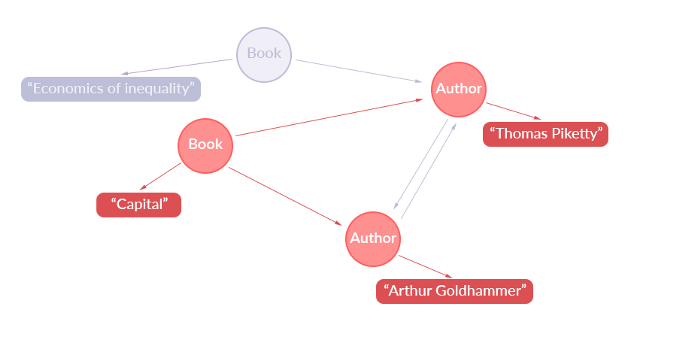 Book
“Economics of inequality”
Author
“Thomas Piketty”
Book
“Capital”
Author
“Arthur Goldhammer”